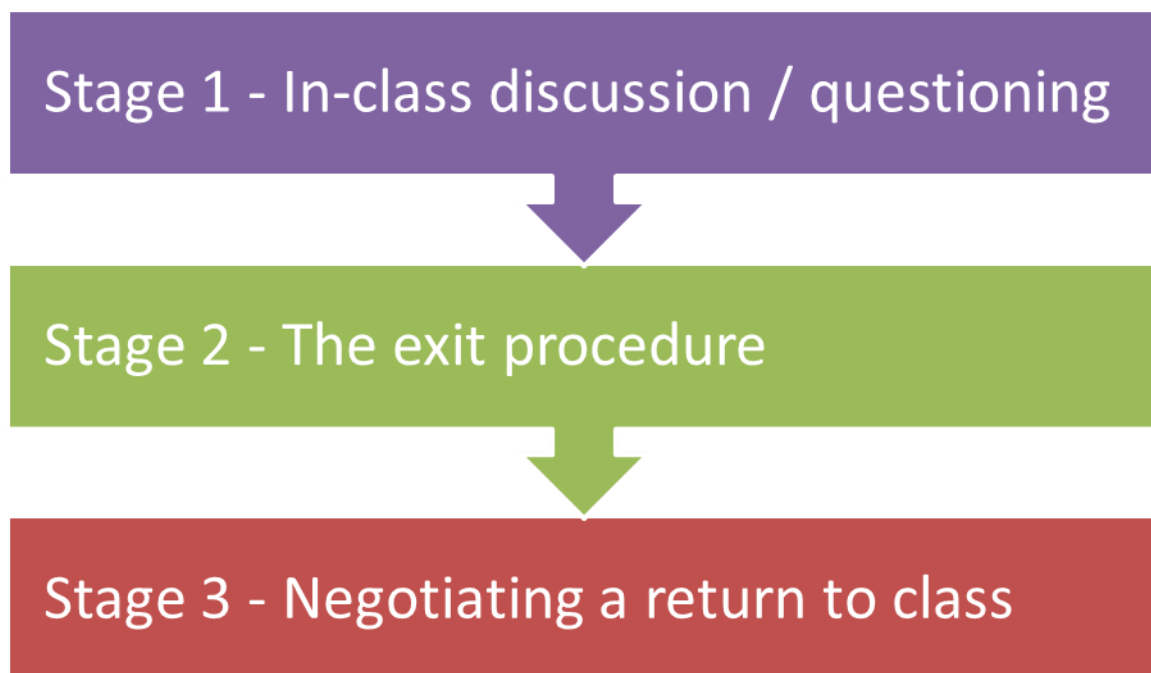 Stage 1 - In-class discussion / questioning
Stage 2 - The exit procedure
Stage 3 - Negotiating a return to class